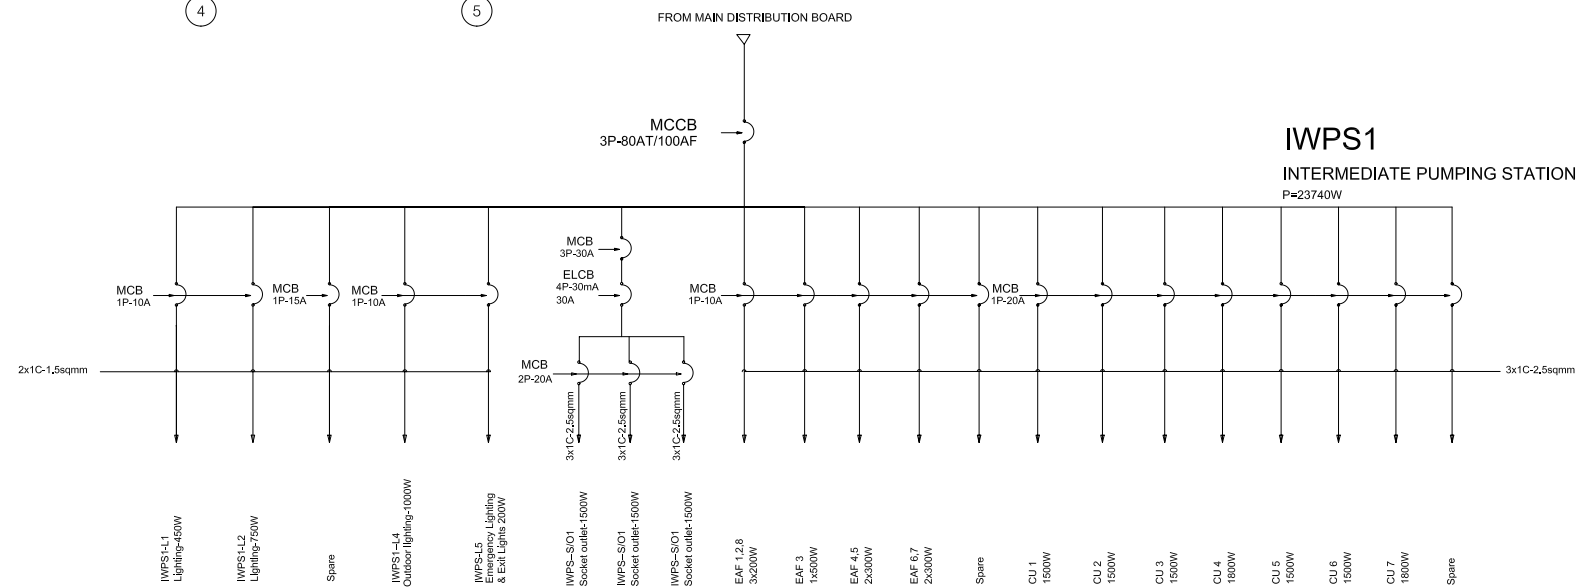 4
5
FROM MAIN DISTRIBUTION BOARD
MCCB
3P-80AT/100AF
IWPS1
INTERMEDIATE PUMPING STATION
P=23740W
MCB
3P-30A
ELCB
4P-30mA
30A
MCB
1P-10A
MCB
1P-15A
MCB
1P-10A
MCB
1P-10A
MCB
1P-20A
2x1C-1.5sqmm
MCB
2P-20A
3x1C-2.5sqmm
3x1C-2.5sqmm
3x1C-2.5sqmm
3x1C-2.5sqmm
IWPS1-L1
Lighting-450W
IWPS1-L2
Lighting-750W
Spare
IWPS1-L4
Outdoor lighting-1000W
IWPS-L5
Emergency Lighting
& Exit Lights 200W
IWPS-S/O1
Socket outlet-1500W
IWPS-S/O1
Socket outlet-1500W
IWPS-S/O1
Socket outlet-1500W
EAF 1,2,8
3x200W
EAF 3
1x500W
EAF 4,5
2x300W
EAF 6,7
2x300W
Spare
CU 1
1500W
CU 2
1500W
CU 3
1500W
CU 4
1800W
CU 5
1500W
CU 6
1500W
CU 7
1800W
Spare